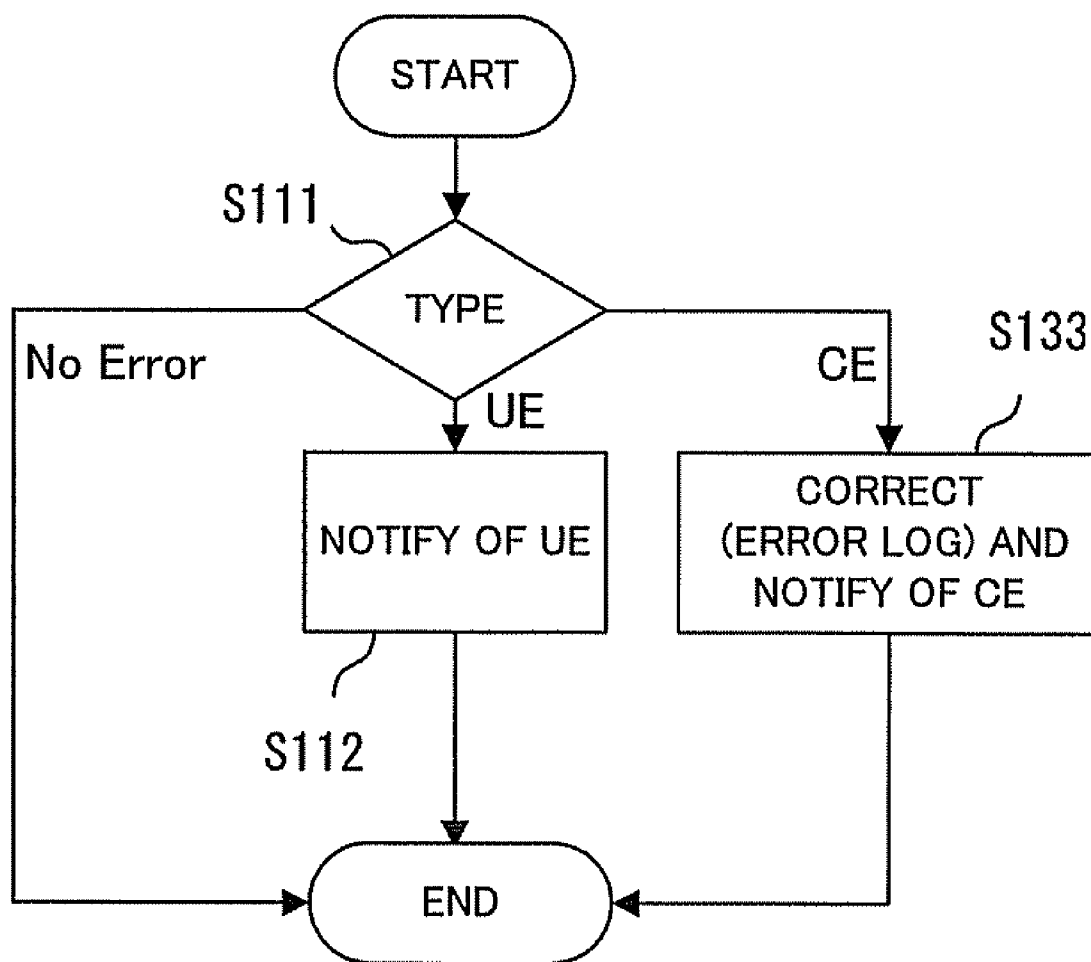 START
S111
TYPE
S133
No Error
CE
UE
CORRECT
(ERROR LOG) AND
NOTIFY OF CE
NOTIFY OF UE
S112
END